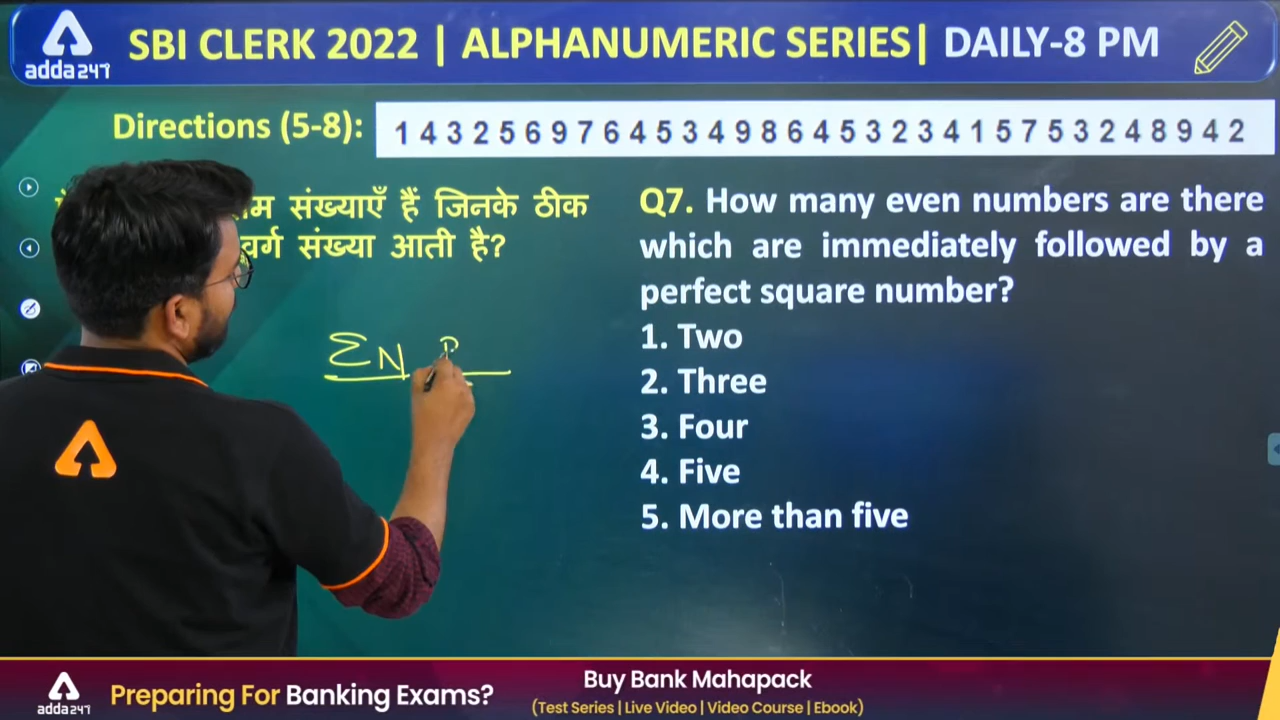 adda247
SBI CLERK 2022 | ALPHANUMERIC SERIES| DAILY-8 PM
Directions (5-8): 1 4 3 2 5 6 9 7 6 4 5 3 4 9 8 6 4 5 3 2 3 4 1 5 7 5 3 2 4 8 9 4 2
संख्याएँ हैं जिनके ठीक
वर्ग संख्या आती है?
Q7. How many even numbers are there
which are immediately followed by a
perfect square number?
1. Two
2. Three
3. Four
4. Five
5. More than five
EN
adda247
Preparing For Banking Exams?
Buy Bank Mahapack
(Test Series | Live Video | Video Course | Ebook)